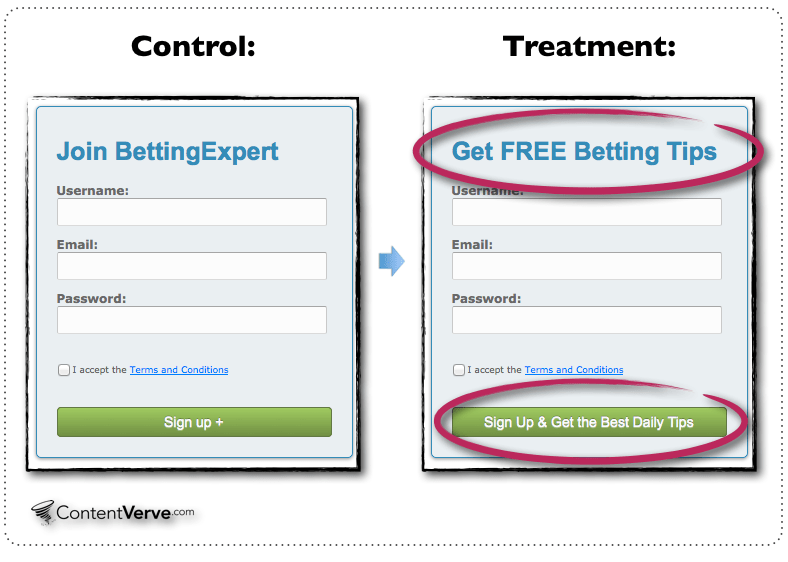 Control:
Treatment:
Join BettingExpert
Username:
Email:
Password:
I accept the Terms and Conditions
Sign up +
Get FREE Betting Tips
Username:
Email:
Password:
I accept the Terms and Conditions
Sign Up & Get the Best Daily Tips
ContentVerve.com